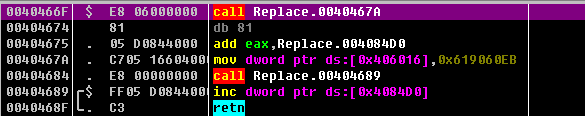 0040466F $ E8 06000000 call Replace.0040467A
00404674 81 db 81
00404675 . 05 D0844000 add eax,Replace.004084D0
0040467A . C705 16604000 mov dword ptr ds:[0x406016],0x619060EB
00404684 . E8 00000000 call Replace.00404689
00404689 $ FF05 D0844000 inc dword ptr ds:[0x4084D0]
0040468F . C3 retn